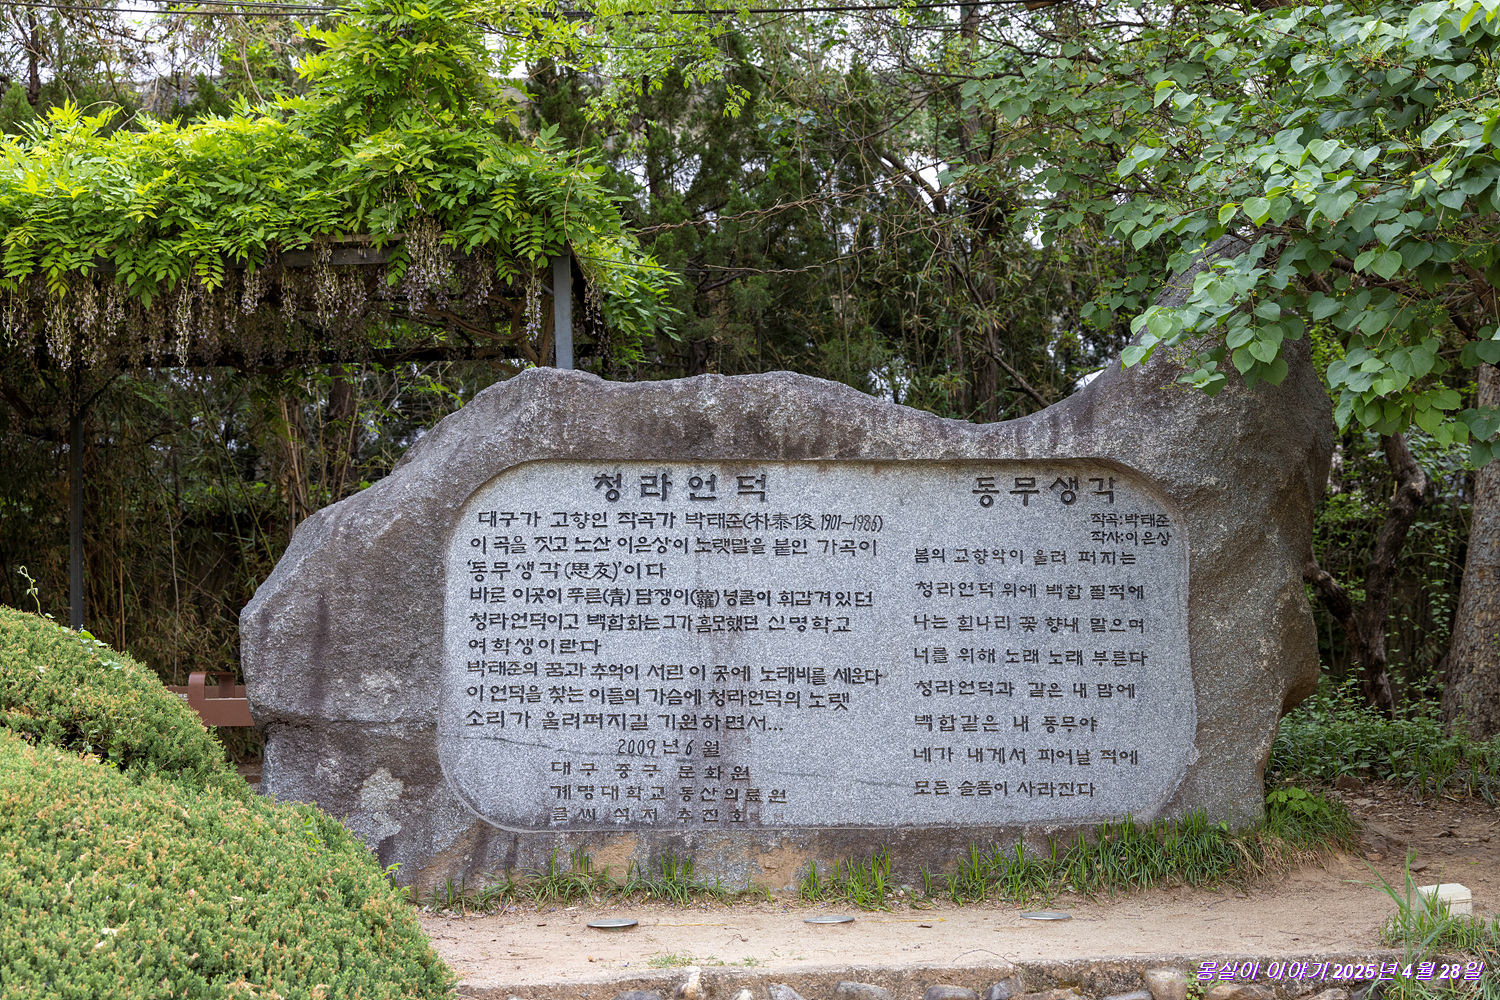 청라언덕
대구가 고향인 작곡가 박태준(朴泰俊 1901~1986)
이 곡을 짓고 노산 이은상이 노랫말을 붙인 가곡이
'동무생각(思友)'이다
바로 이곳이 푸른(靑) 담쟁이(蘿) 넝쿨이 휘감겨있던
청라언덕이고 백합화는 그가 흠모했던 신명학교
여학생이란다
박태준의 꿈과 추억이 서린 이 곳에 노래비를 세운다
이 언덕을 찾는 이들의 가슴에 청라언덕의 노랫
소리가 울려퍼지길 기원하면서...
2009년 6월
대구 중구 문화원
계명대학교 동산의료원
글씨 석저 추진호
동무생각
작곡:박태준
작사:이은상
봄의 고향악이 울려 퍼지는
청라언덕 위에 백합 필적에
나는 흰나리 꽃 향내 맡으며
너를 위해 노래 노래 부른다
청라언덕과 같은 내 맘에
백합같은 내 동무야
네가 내게서 피어날 적에
모든 슬픔이 사라진다
몽실이 이야기 2025년 4월 28일